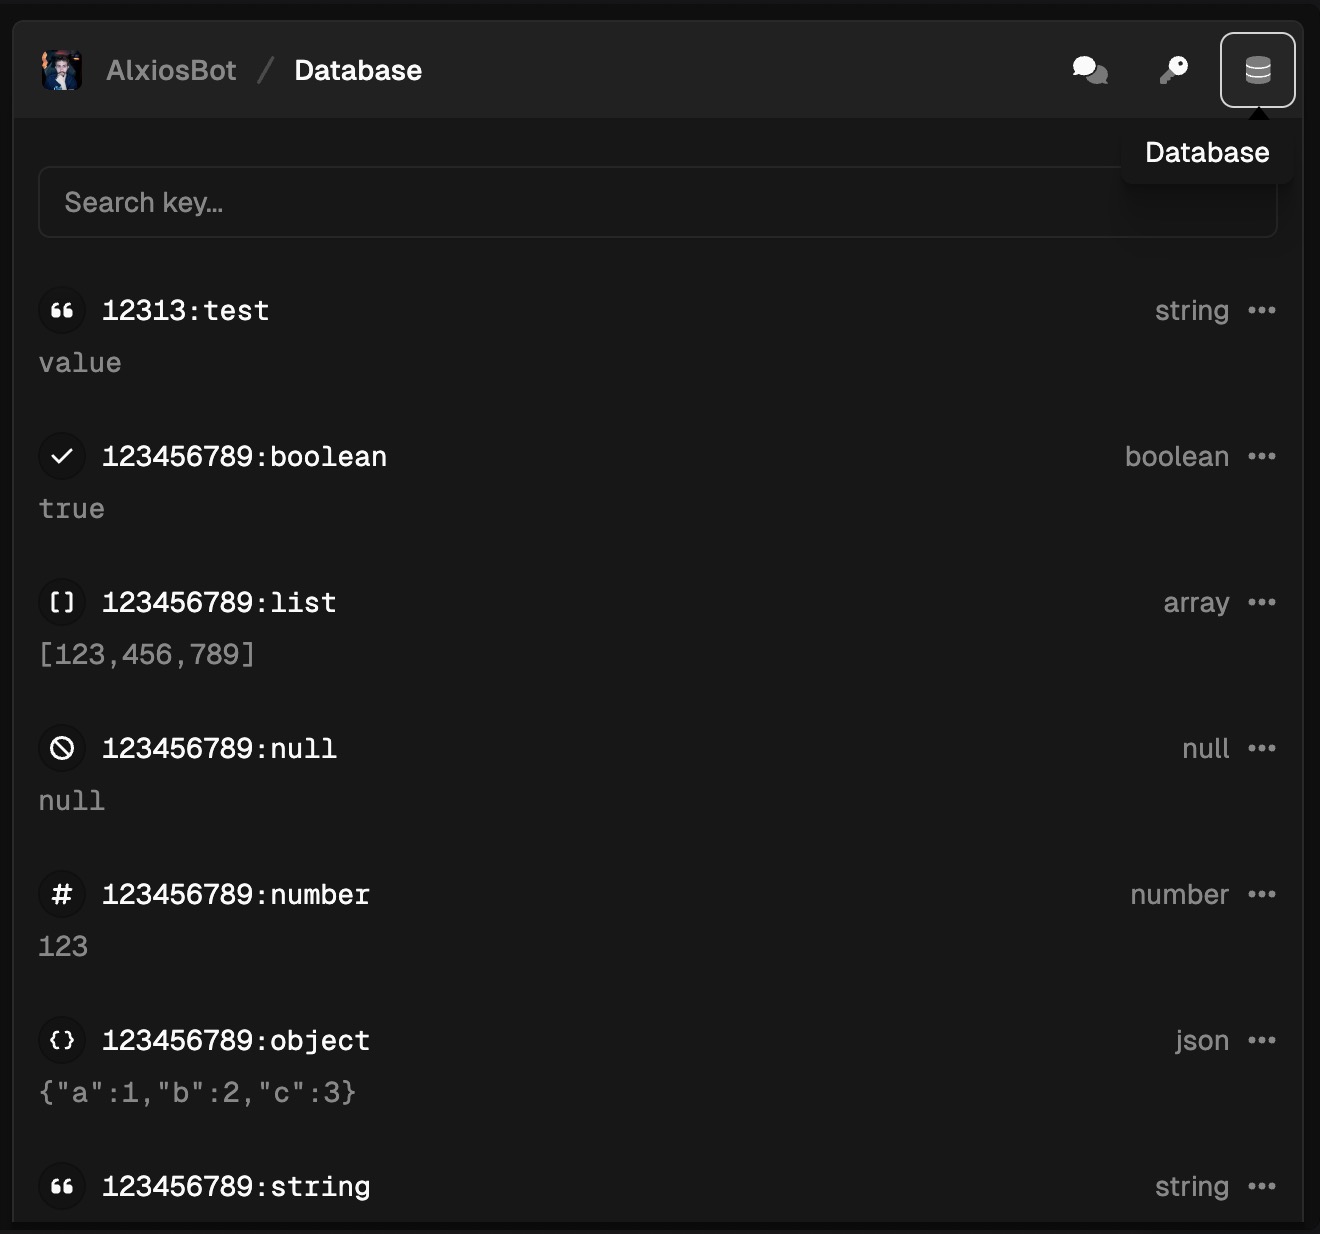 AlxiosBot / Database
Database
Search key...
12313:test string
value
123456789:boolean boolean
true
123456789:list array
[123,456,789]
123456789:null null
null
123456789:number number
123
123456789:object json
{"a":1,"b":2,"c":3}
123456789:string string